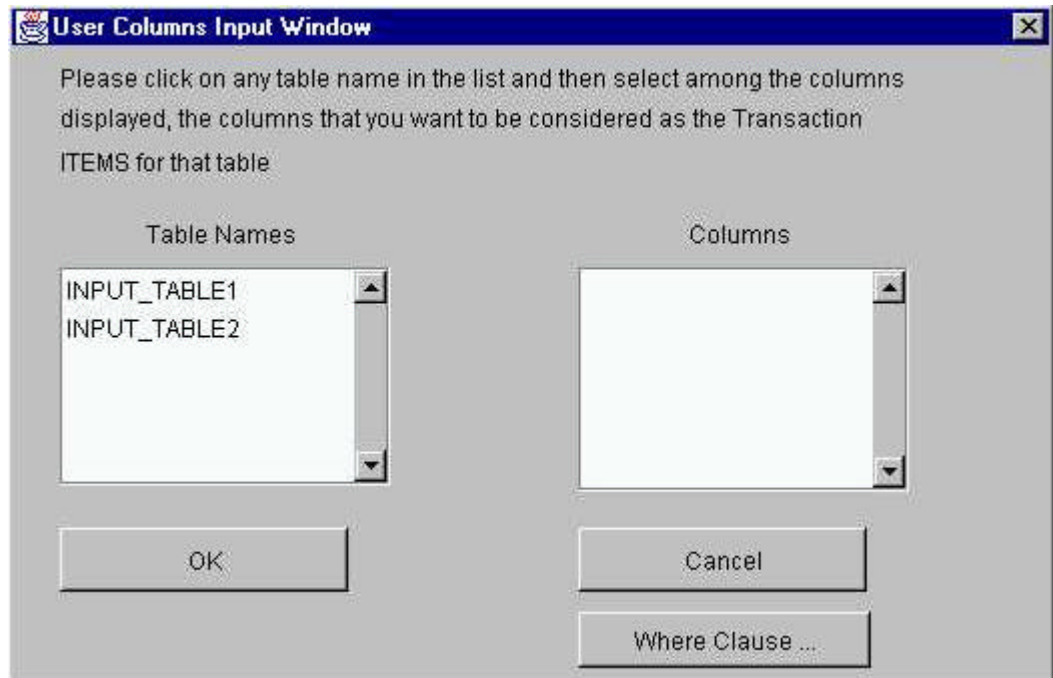 User Columns Input Window
Please click on any table name in the list and then select among the columns
displayed, the columns that you want to be considered as the Transaction
ITEMS for that table
Table Names
Columns
INPUT_TABLE1
INPUT_TABLE2
OK
Cancel
Where Clause ...